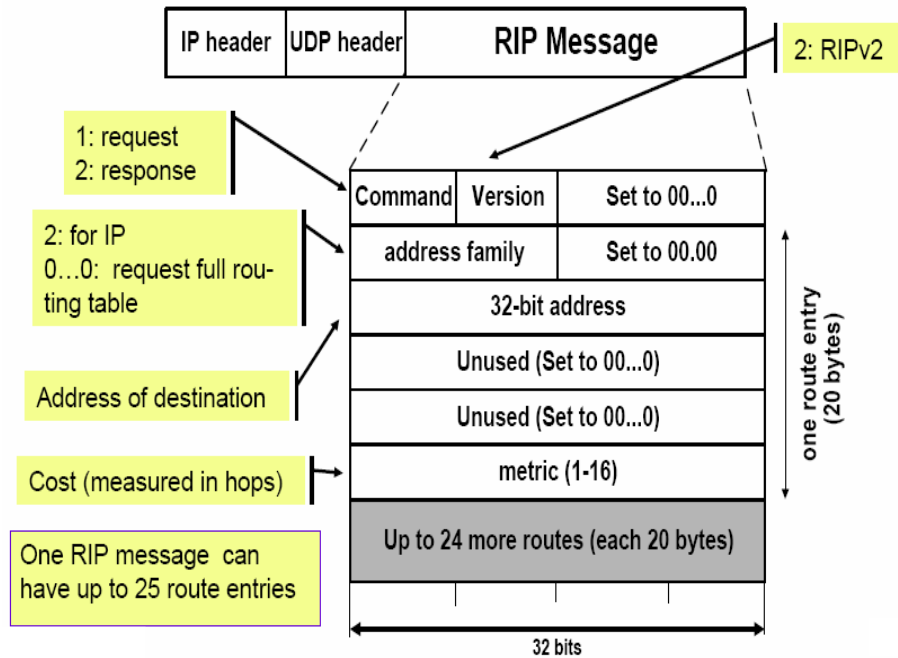 IP header
UDP header
RIP Message
2: RIPv2
1: request
2: response
Command
Version
Set to 00...0
2: for IP
0...0: request full rou-
ting table
address family
Set to 00.00
32-bit address
Address of destination
Unused (Set to 00...0)
Unused (Set to 00...0)
one route entry
(20 bytes)
Cost (measured in hops)
metric (1-16)
One RIP message can
have up to 25 route entries
Up to 24 more routes (each 20 bytes)
32 bits